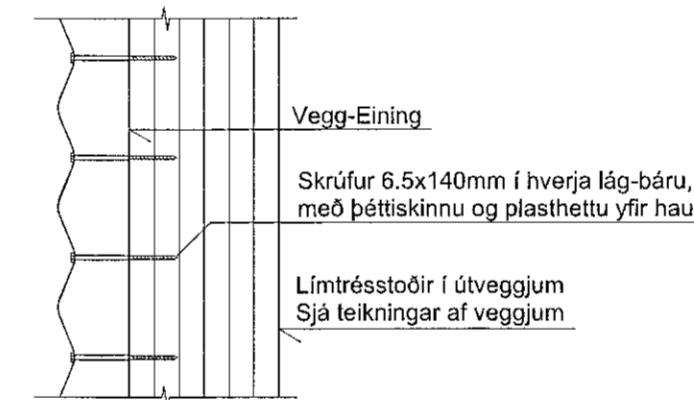 Vegg-Eining
Skrúfur 6.5x140mm í hverja lág-báru,
með þéttiskinnu og plasthettu yfir hau
Límtrésstoðir í útveggjum
Sjá teikningar af veggjum